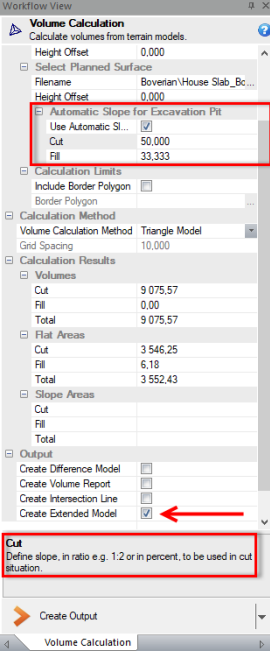 Workflow View
Volume Calculation
Calculate volumes from terrain models.
Height Offset 0,000
Select Planned Surface
Filename Boverian\House Slab_Bo...
Height Offset 0,000
Automatic Slope for Excavation Pit
Use Automatic Sl...
Cut 50,000
Fill 33,333
Calculation Limits
Include Border Polygon
Border Polygon ...
Calculation Method
Volume Calculation Method Triangle Model
Grid Spacing 10,000
Calculation Results
Volumes
Cut 9 075,57
Fill 0,00
Total 9 075,57
Flat Areas
Cut 3 546,25
Fill 6,18
Total 3 552,43
Slope Areas
Cut
Fill
Total
Output
Create Difference Model
Create Volume Report
Create Intersection Line
Create Extended Model
Cut
Define slope, in ratio e.g. 1:2 or in percent, to be used in cut
situation.
Create Output
Volume Calculation